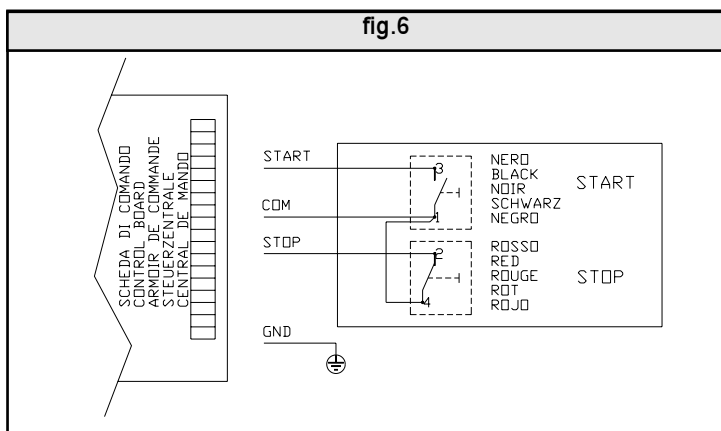 fig.6
SCHEDA DI COMANDO
CONTROL BOARD
ARMOIR DE COMMANDE
STEUERZENTRALE
CENTRAL DE MANDO
START
COM
STOP
GND
3
1
2
4
NERO
BLACK
NOIR
SCHWARZ
NEGRO
START
ROSSO
RED
ROUGE
ROT
ROJO
STOP